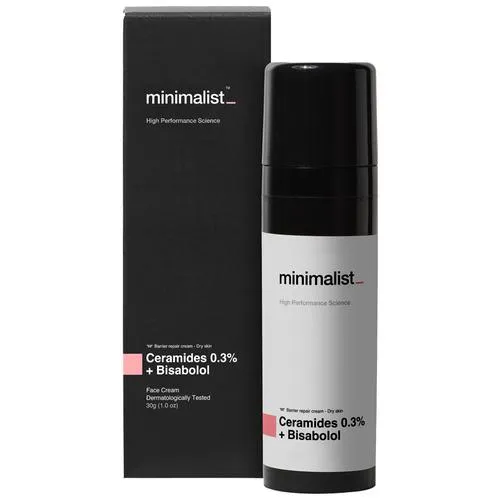 minimalist_™
High Performance Science
"M" Barrier repair cream - Dry skin
Ceramides 0.3%
+ Bisabolol
Face Cream
Dermatologically Tested
30g (1.0 oz)
minimalist_
High Performance Science
"M" Barrier repair cream - Dry skin
Ceramides 0.3%
+ Bisabolol